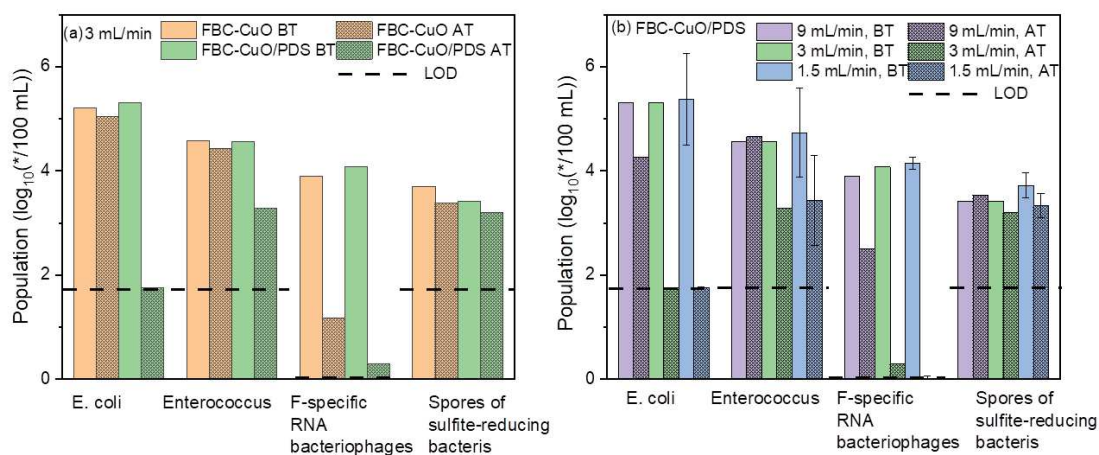 (a) 3 mL/min
FBC-CuO BT
FBC-CuO AT
FBC-CuO/PDS BT
FBC-CuO/PDS AT
LOD
Population (log10(*/100 mL))
6
4
2
0
E. coli
Enterococcus
F-specific
RNA
bacteriophages
Spores of
sulfite-reducing
bacteris
(b) FBC-CuO/PDS
9 mL/min, BT
9 mL/min, AT
3 mL/min, BT
3 mL/min, AT
1.5 mL/min, BT
1.5 mL/min, AT
LOD
Population (log10(*/100 mL))
6
4
2
0
E. coli
Enterococcus
F-specific
RNA
bacteriophages
Spores of
sulfite-reducing
bacteris